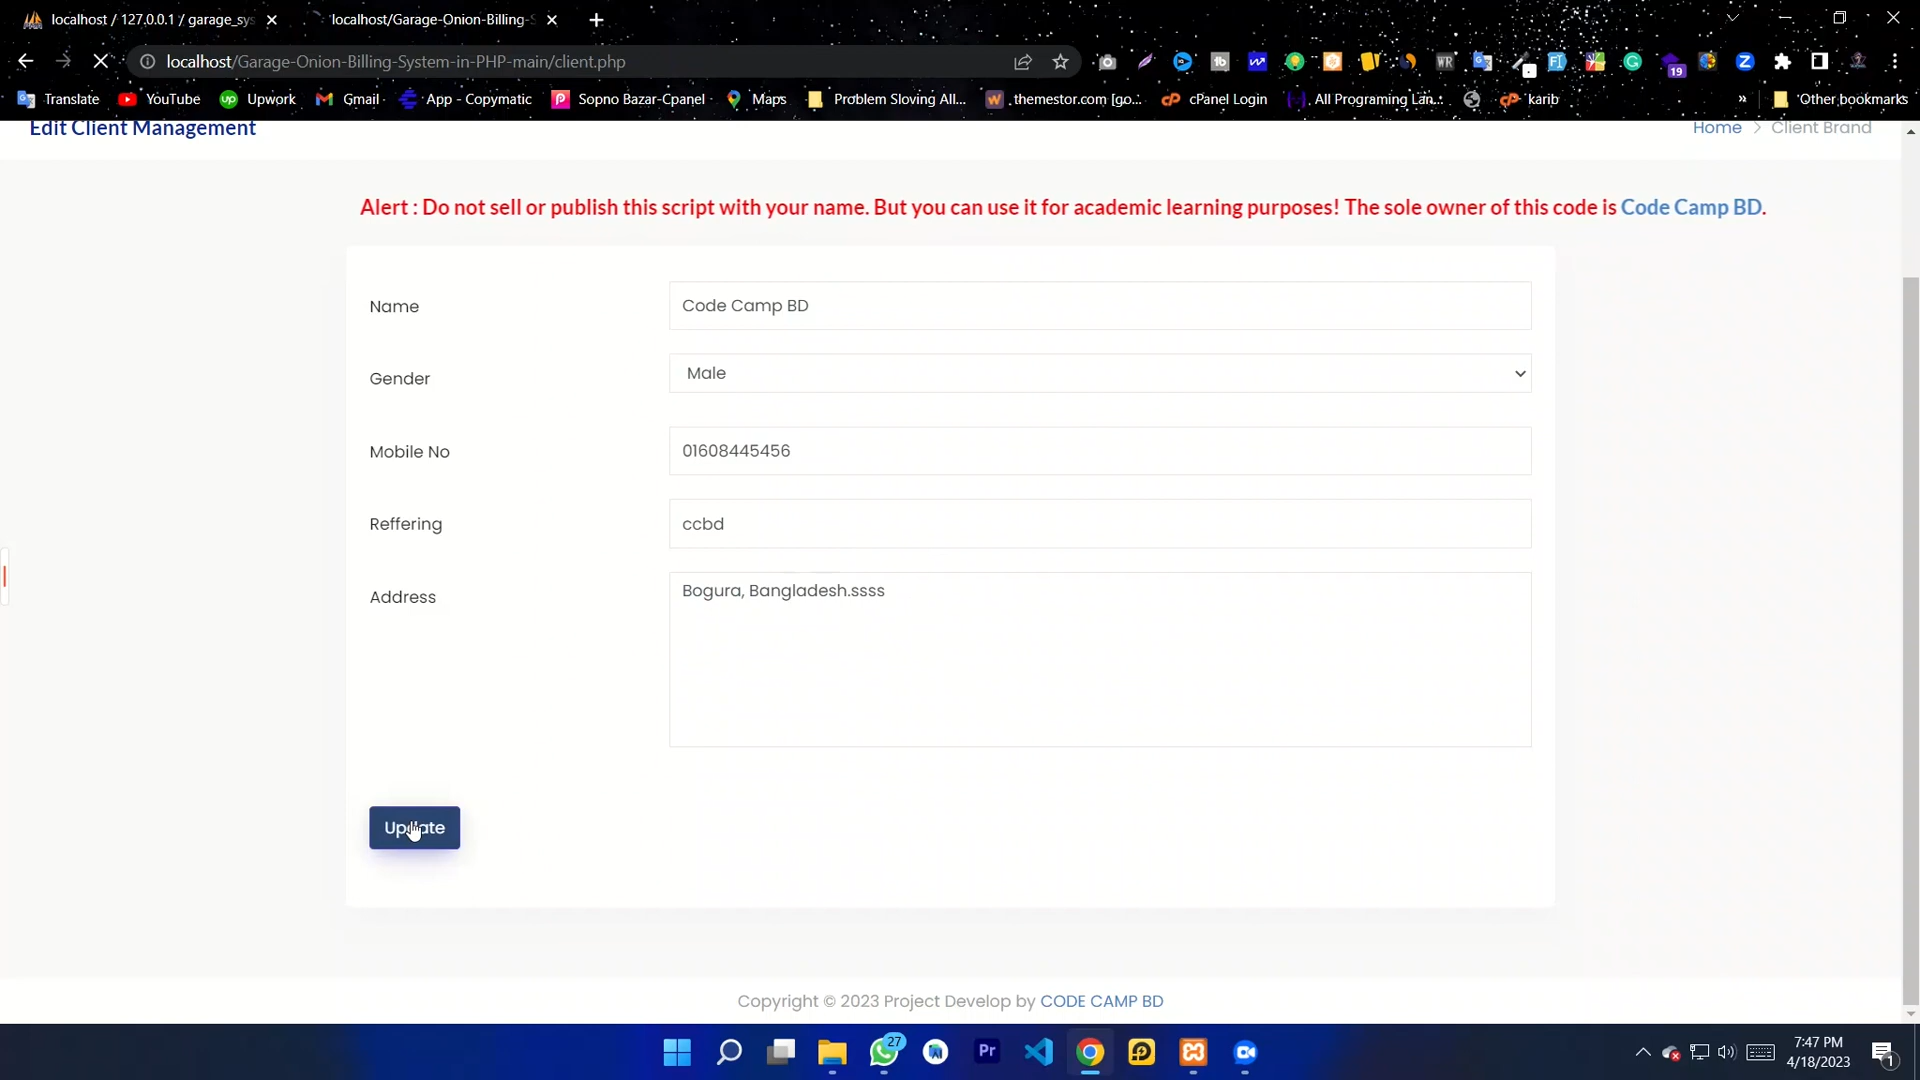 localhost / 127.0.0.1 / garage_sys
localhost/Garage-Onion-Billing-S
localhost/Garage-Onion-Billing-System-in-PHP-main/client.php
19
Translate
YouTube
Upwork
Gmail
App - Copymatic
Sopno Bazar-Cpanel
Maps
Problem Sloving All...
.themestor.com [go...
cPanel Login
All Programing Lan...
karib
»
Other bookmarks
Edit Client Management
Home > Client Brand
Alert : Do not sell or publish this script with your name. But you can use it for academic learning purposes! The sole owner of this code is Code Camp BD.
Name
Code Camp BD
Gender
Male
Mobile No
01608445456
Reffering
ccbd
Address
Bogura, Bangladesh.ssss
Update
Copyright © 2023 Project Develop by CODE CAMP BD
27
Pr
7:47 PM
4/18/2023
1